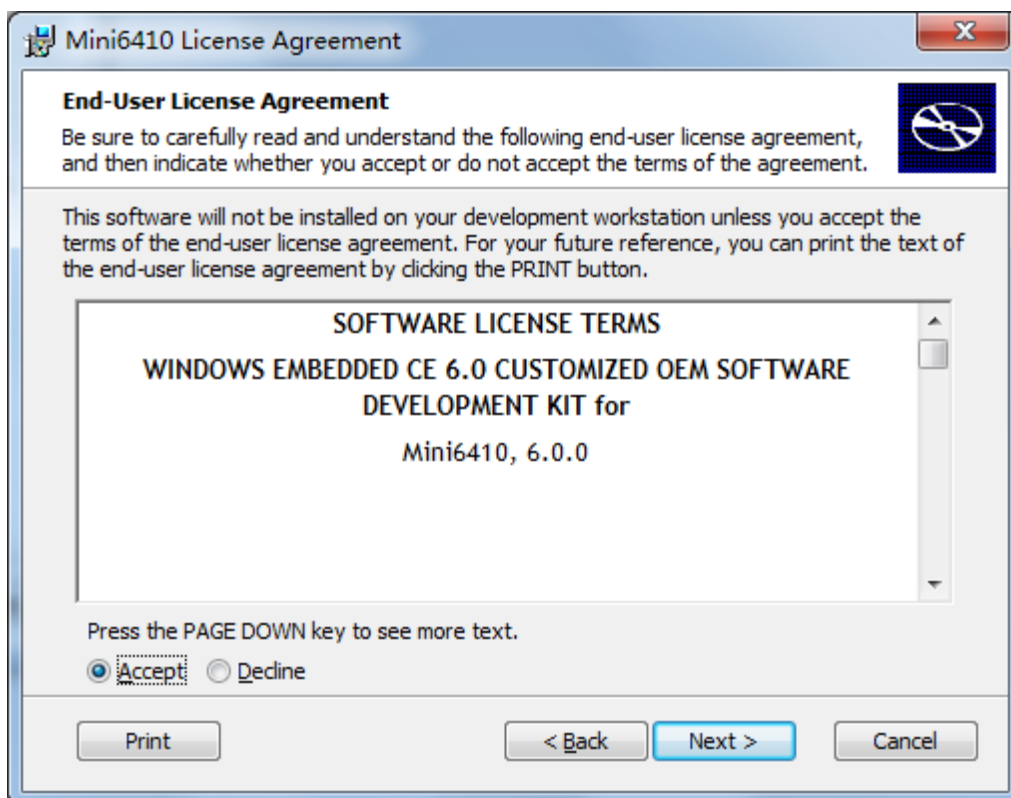 Mini6410 License Agreement
End-User License Agreement
Be sure to carefully read and understand the following end-user license agreement,
and then indicate whether you accept or do not accept the terms of the agreement.
This software will not be installed on your development workstation unless you accept the
terms of the end-user license agreement. For your future reference, you can print the text of
the end-user license agreement by clicking the PRINT button.
SOFTWARE LICENSE TERMS
WINDOWS EMBEDDED CE 6.0 CUSTOMIZED OEM SOFTWARE
DEVELOPMENT KIT for
Mini6410, 6.0.0
Press the PAGE DOWN key to see more text.
Accept Decline
Print < Back Next > Cancel